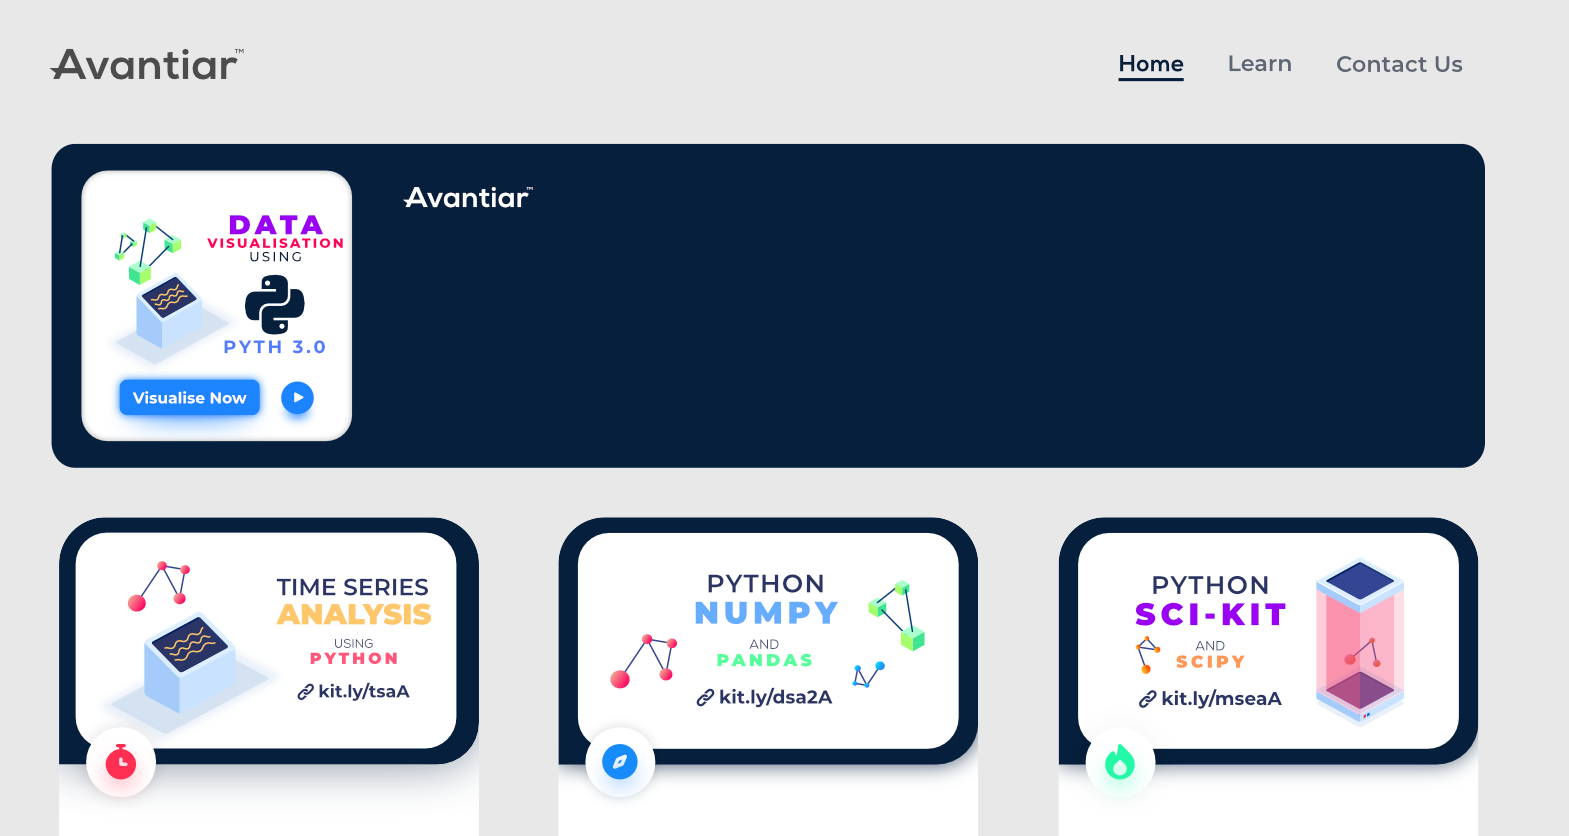 Avantiar™
Home Learn Contact Us
Avantiar™
DATA
VISUALISATION
USING
PYTH 3.0
Visualise Now
TIME SERIES
ANALYSIS
USING
PYTHON
kit.ly/tsaA
PYTHON
NUMPY
AND
PANDAS
kit.ly/dsa2A
PYTHON
SCI-KIT
AND
SCIPY
kit.ly/mseaA